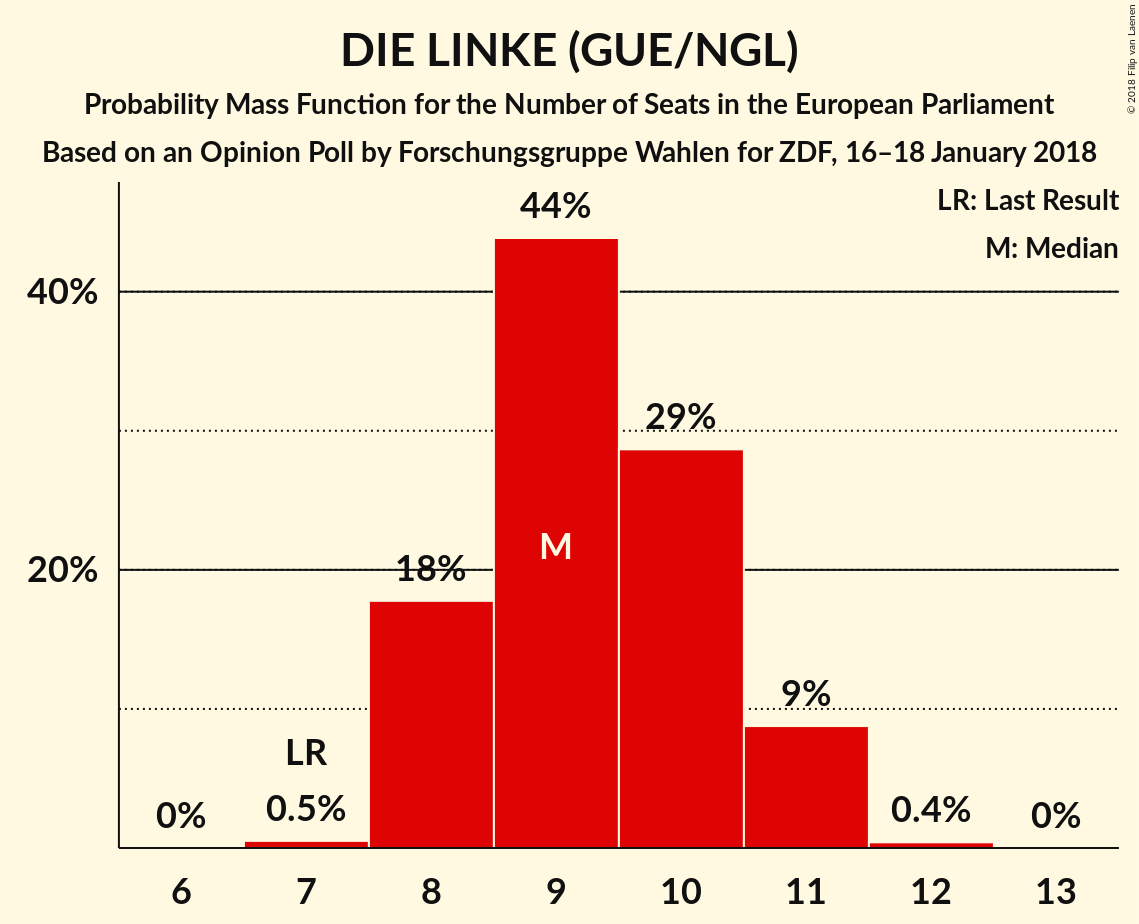 DIE LINKE (GUE/NGL)
Probability Mass Function for the Number of Seats in the European Parliament
Based on an Opinion Poll by Forschungsgruppe Wahlen for ZDF, 16–18 January 2018
© 2018 Filip van Laenen
LR: Last Result
M: Median
44%
40%
29%
M
20%
18%
9%
LR
0%
0.5%
0.4%
0%
6 7 8 9 10 11 12 13